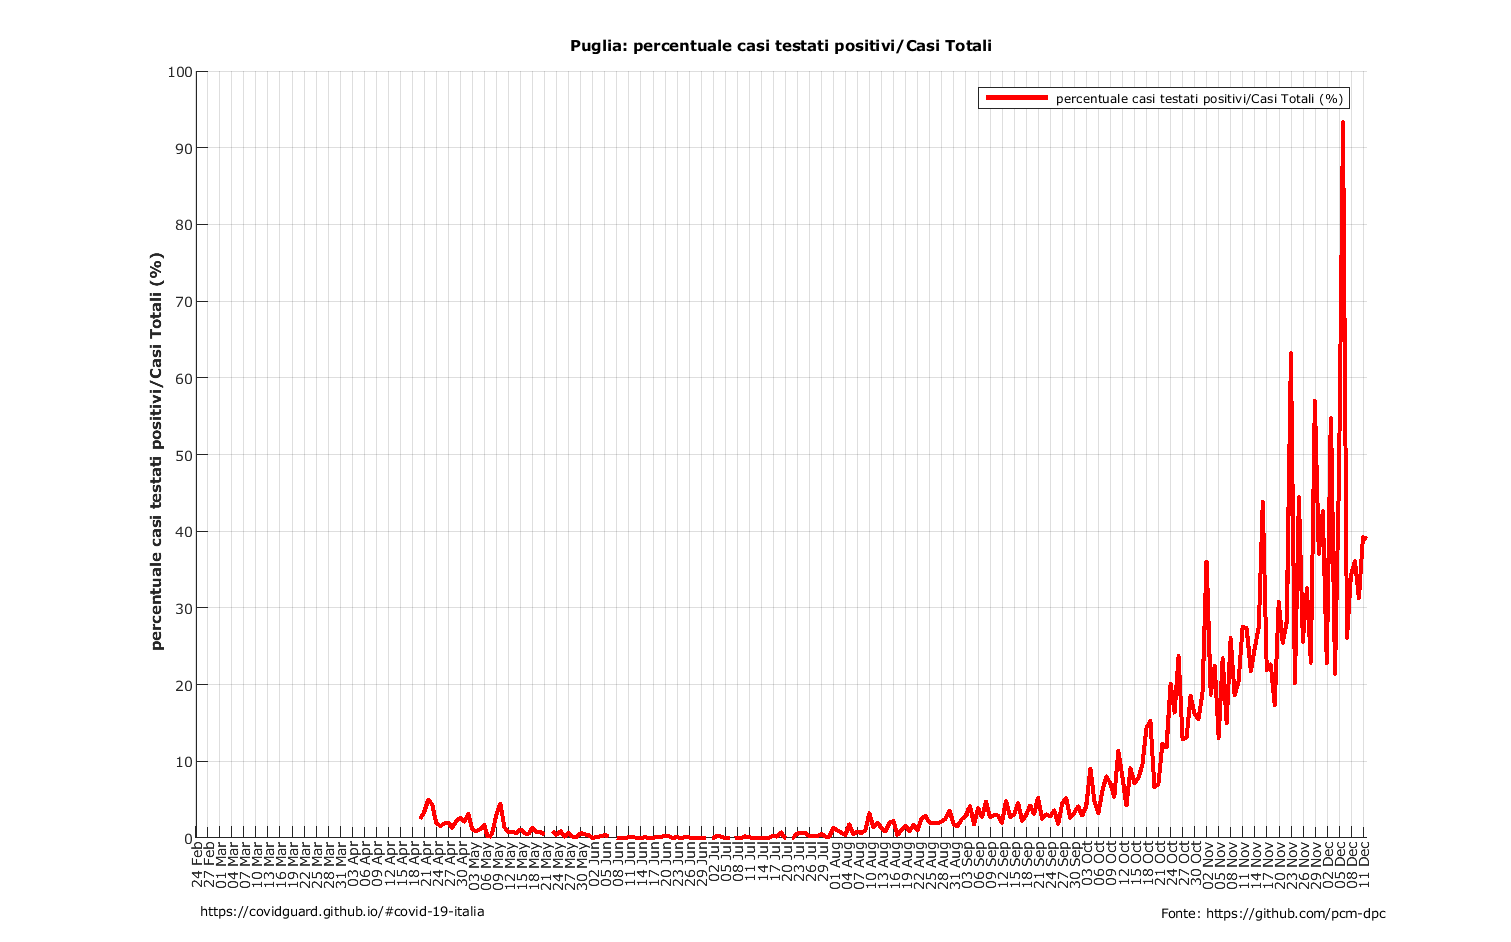 Puglia: percentuale casi testati positivi/Casi Totali
percentuale casi testati positivi/Casi Totali (%)
percentuale casi testati positivi/Casi Totali (%)
100
90
80
70
60
50
40
30
20
10
0
24 Feb
27 Feb
01 Mar
04 Mar
07 Mar
10 Mar
13 Mar
16 Mar
19 Mar
22 Mar
25 Mar
28 Mar
31 Mar
03 Apr
06 Apr
09 Apr
12 Apr
15 Apr
18 Apr
21 Apr
24 Apr
27 Apr
30 Apr
03 May
06 May
09 May
12 May
15 May
18 May
21 May
24 May
27 May
30 May
02 Jun
05 Jun
08 Jun
11 Jun
14 Jun
17 Jun
20 Jun
23 Jun
26 Jun
29 Jun
02 Jul
05 Jul
08 Jul
11 Jul
14 Jul
17 Jul
20 Jul
23 Jul
26 Jul
29 Jul
01 Aug
04 Aug
07 Aug
10 Aug
13 Aug
16 Aug
19 Aug
22 Aug
25 Aug
28 Aug
31 Aug
03 Sep
06 Sep
09 Sep
12 Sep
15 Sep
18 Sep
21 Sep
24 Sep
27 Sep
30 Sep
03 Oct
06 Oct
09 Oct
12 Oct
15 Oct
18 Oct
21 Oct
24 Oct
27 Oct
30 Oct
02 Nov
05 Nov
08 Nov
11 Nov
14 Nov
17 Nov
20 Nov
23 Nov
26 Nov
29 Nov
02 Dec
05 Dec
08 Dec
11 Dec
https://covidguard.github.io/#covid-19-italia
Fonte: https://github.com/pcm-dpc